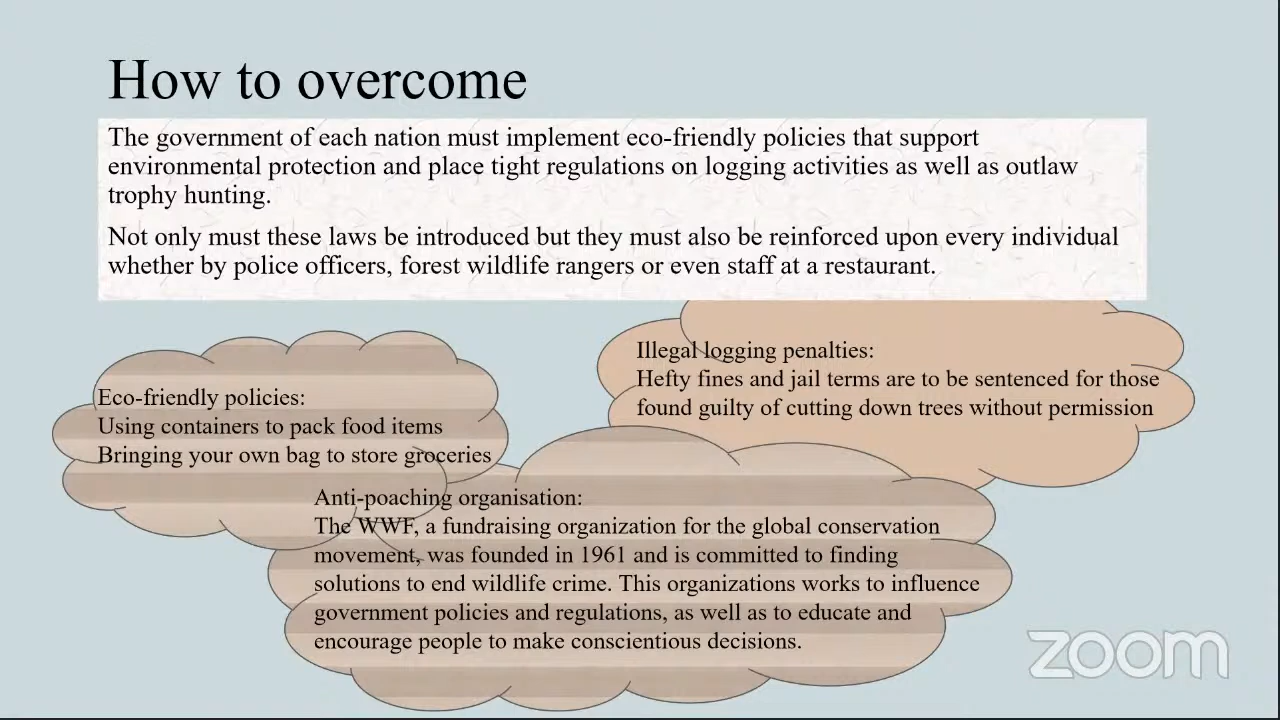 How to overcome
The government of each nation must implement eco-friendly policies that support
environmental protection and place tight regulations on logging activities as well as outlaw
trophy hunting.
Not only must these laws be introduced but they must also be reinforced upon every individual
whether by police officers, forest wildlife rangers or even staff at a restaurant.
Illegal logging penalties:
Hefty fines and jail terms are to be sentenced for those
found guilty of cutting down trees without permission
Eco-friendly policies:
Using containers to pack food items
Bringing your own bag to store groceries
Anti-poaching organisation:
The WWF, a fundraising organization for the global conservation
movement, was founded in 1961 and is committed to finding
solutions to end wildlife crime. This organizations works to influence
government policies and regulations, as well as to educate and
encourage people to make conscientious decisions.
zoom